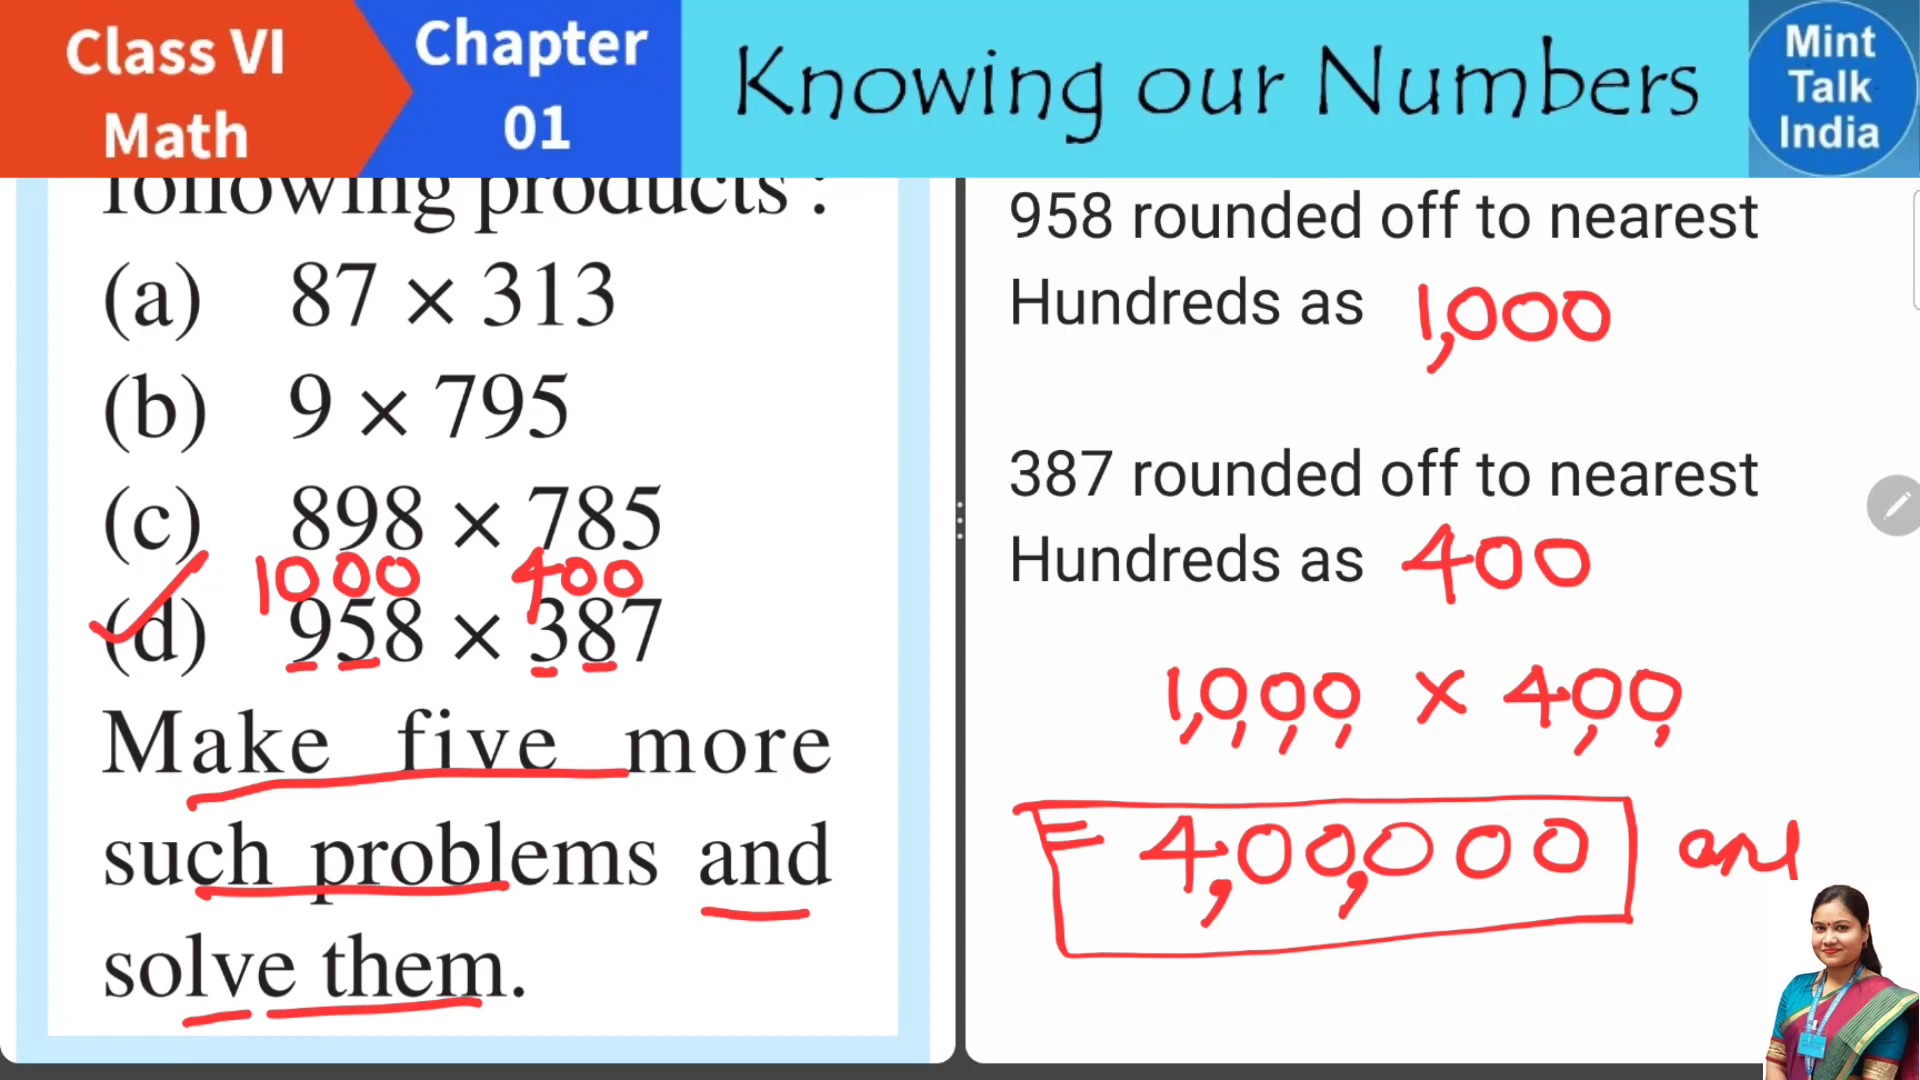 Class VI
Math
Chapter
01
Knowing our Numbers
Mint
Talk
India
following products :
(a) 87 × 313
(b) 9 × 795
(c) 898 × 785
1000 400
(d) 958 × 387
Make five more
such problems and
solve them.
958 rounded off to nearest
Hundreds as 1,000
387 rounded off to nearest
Hundreds as 400
1,000 × 400
= 4,00,000